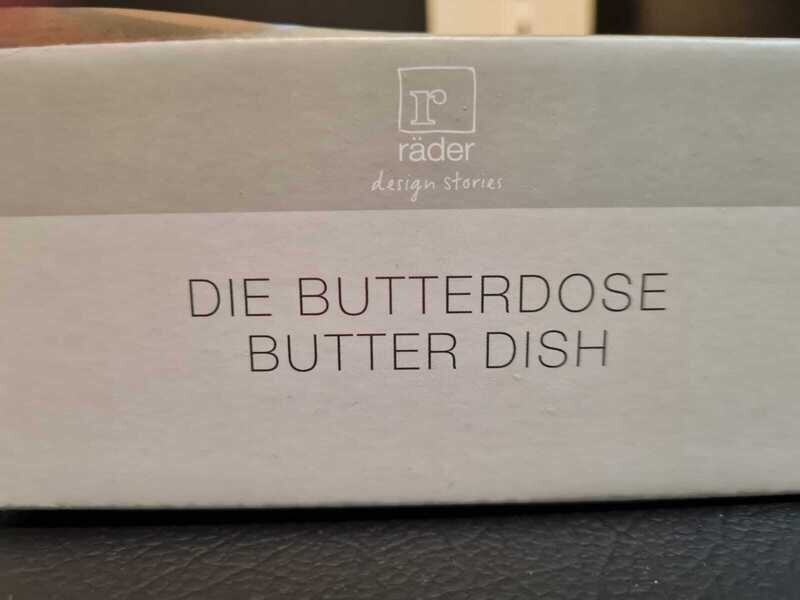 r
räder
design stories
DIE BUTTERDOSE
BUTTER DISH